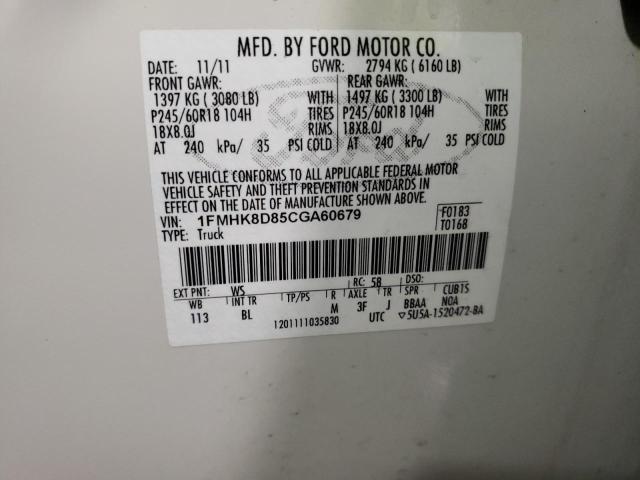 MFD. BY FORD MOTOR CO.
DATE: 11/11 GVWR: 2794 KG ( 6160 LB)
FRONT GAWR: REAR GAWR:
1397 KG ( 3080 LB) WITH 1497 KG ( 3300 LB) WITH
P245/60R18 104H TIRES P245/60R18 104H TIRES
18X8.0J RIMS 18X8.0J RIMS
AT 240 kPa/ 35 PSI COLD AT 240 kPa/ 35 PSI COLD
THIS VEHICLE CONFORMS TO ALL APPLICABLE FEDERAL MOTOR
VEHICLE SAFETY AND THEFT PREVENTION STANDARDS IN
EFFECT ON THE DATE OF MANUFACTURE SHOWN ABOVE.
VIN: 1FMHK8D85CGA60679 F0183
TYPE: Truck T0168
EXT PNT: WS RC: 58 DSO:
WB INT TR TP/PS R AXLE TR SPR CUBTS
113 BL M 3F J BBAA NOA
1201111035830 UTC ▽5U5A-1520472-BA
Ford